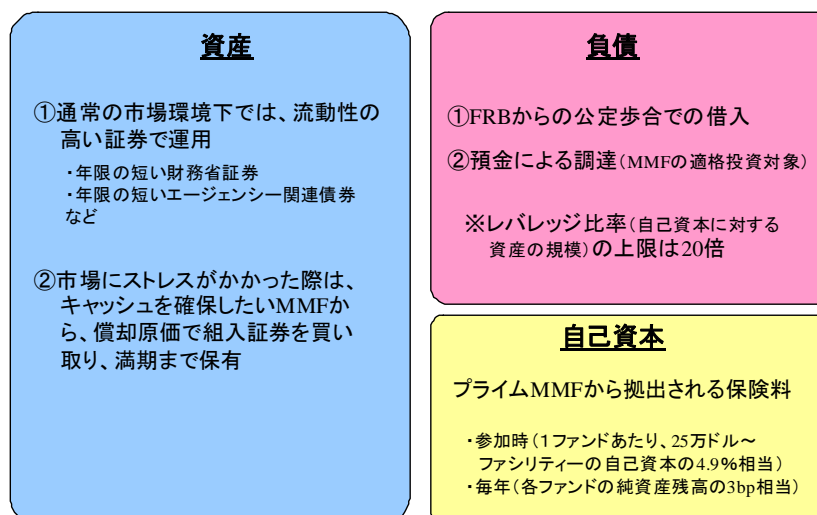 資産
①通常の市場環境下では、流動性の
高い証券で運用
・年限の短い財務省証券
・年限の短いエージェンシー関連債券
など
②市場にストレスがかかった際は、
キャッシュを確保したいMMFか
ら、償却原価で組入証券を買い
取り、満期まで保有
負債
①FRBからの公定歩合での借入
②預金による調達(MMFの適格投資対象)
※レバレッジ比率(自己資本に対する
資産の規模)の上限は20倍
自己資本
プライムMMFから拠出される保険料
・参加時(1ファンドあたり、25万ドル～
ファシリティーの自己資本の4.9%相当)
・毎年(各ファンドの純資産残高の3bp相当)